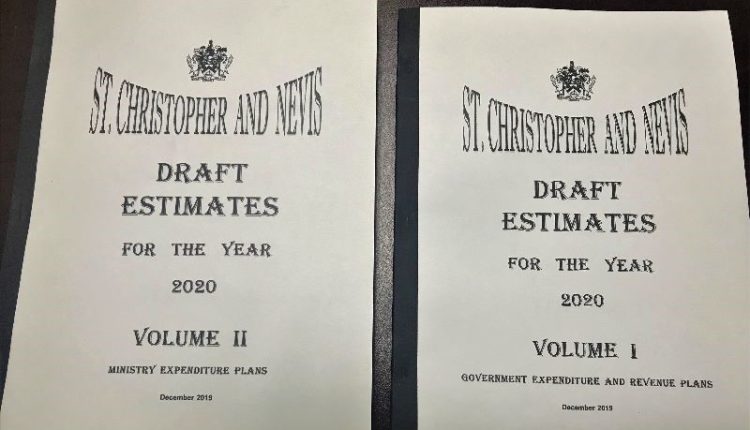 ST. CHRISTOPHER AND NEVIS
DRAFT
ESTIMATES
FOR THE YEAR
2020
VOLUME II
MINISTRY EXPENDITURE PLANS
December 2019
ST. CHRISTOPHER AND NEVIS
DRAFT
ESTIMATES
FOR THE YEAR
2020
VOLUME I
GOVERNMENT EXPENDITURE AND REVENUE PLANS
December 2019